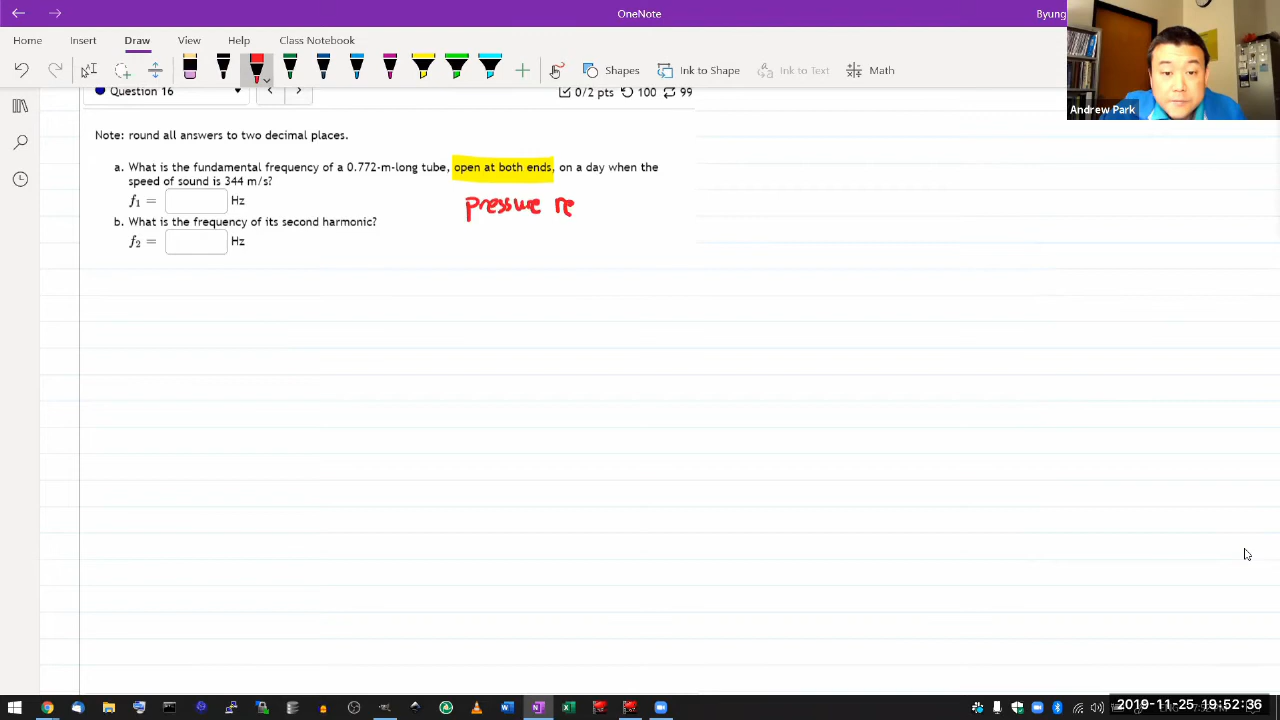 OneNote
Byung
Home Insert Draw View Help Class Notebook
Shapes Ink to Shape Ink to Text Math
Andrew Park
Question 16 0/2 pts 100 99
Note: round all answers to two decimal places.
a. What is the fundamental frequency of a 0.772-m-long tube, open at both ends, on a day when the
speed of sound is 344 m/s?
f1 = Hz
pressure re
b. What is the frequency of its second harmonic?
f2 = Hz
2019-11-25 19:52:36